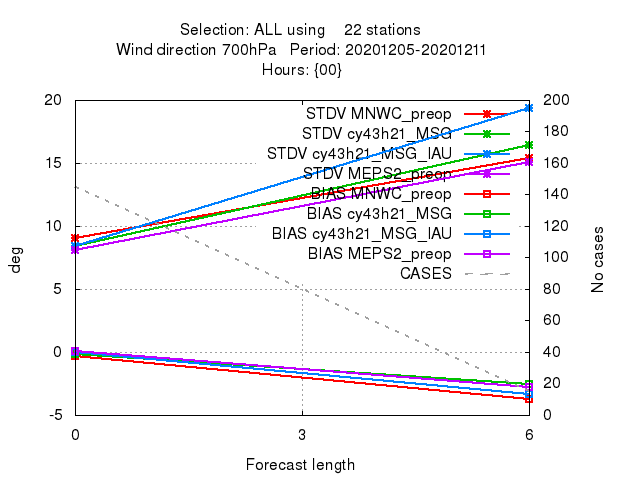 Selection: ALL using 22 stations
Wind direction 700hPa Period: 20201205-20201211
Hours: {00}
20 200
STDV MNWC_preop
180
STDV cy43h21_MSG
STDV cy43h21_MSG_IAU
15 160
STDV MEPS2_preop
BIAS MNWC_preop
140
BIAS cy43h21_MSG
10 120
BIAS cy43h21_MSG_IAU
BIAS MEPS2_preop
100
CASES
deg
No cases
5 80
60
0 40
20
-5 0
0 3 6
Forecast length